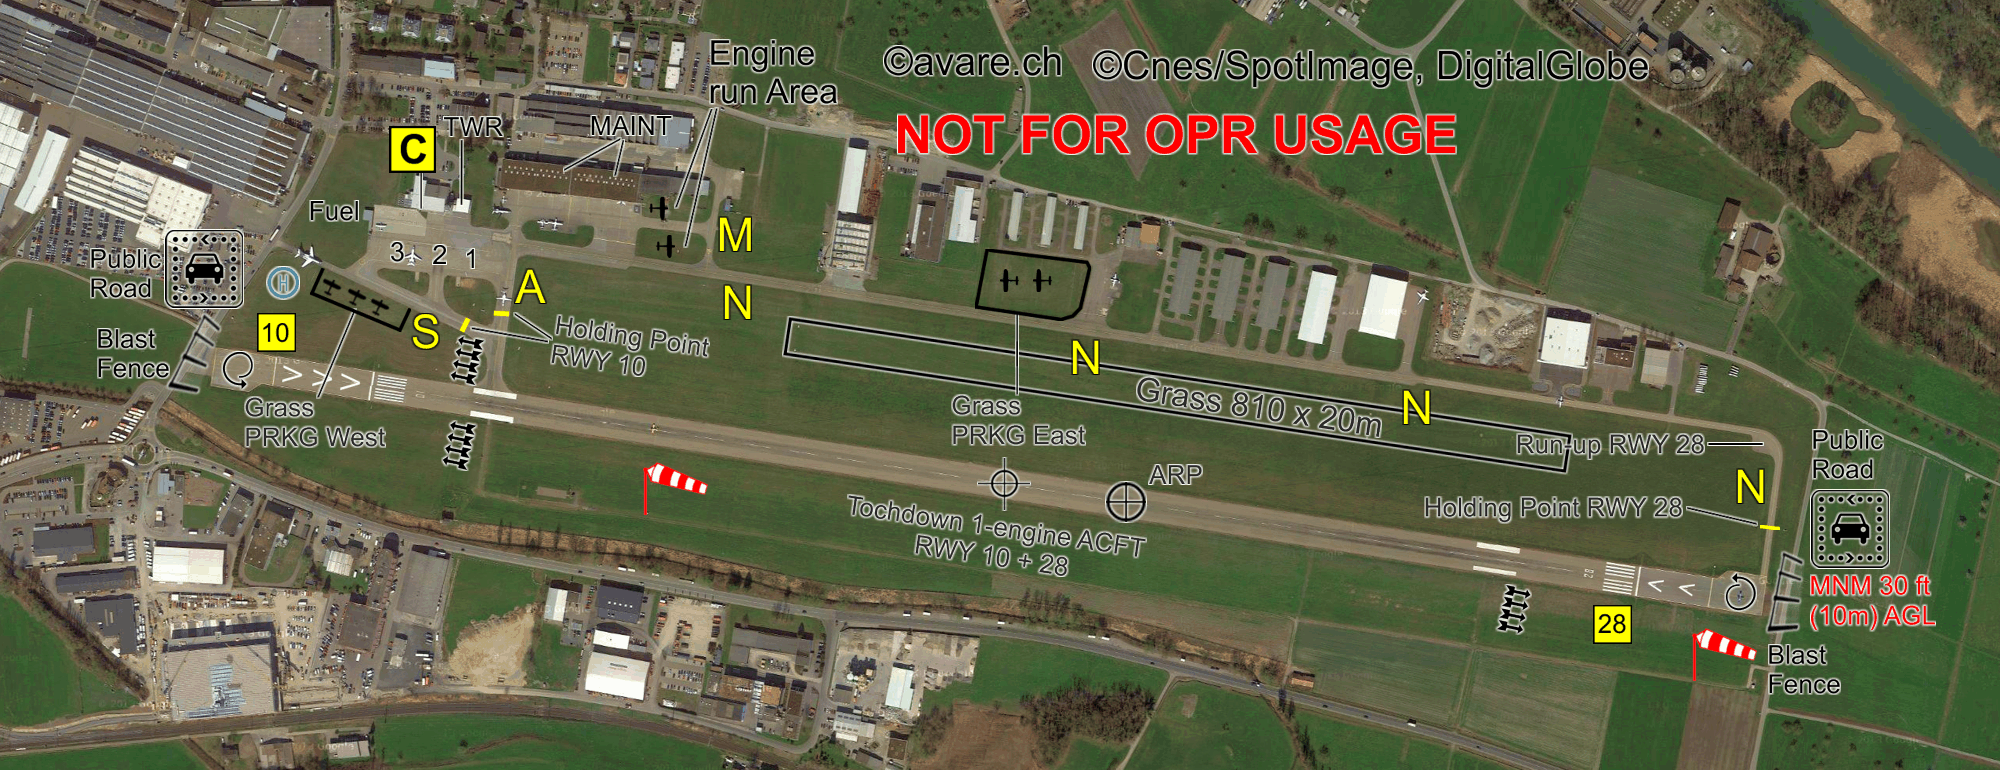 Engine
run Area
©avare.ch ©Cnes/SpotImage, DigitalGlobe
NOT FOR OPR USAGE
C
TWR
MAINT
Fuel
3
2
1
M
Public
Road
H
A
N
10
S
Holding Point
RWY 10
Blast
Fence
N
Grass 810 x 20m
N
Grass
PRKG West
Grass
PRKG East
Run-up RWY 28
Public
Road
ARP
N
Holding Point RWY 28
Tochdown 1-engine ACFT
RWY 10 + 28
MNM 30 ft
(10m) AGL
28
Blast
Fence